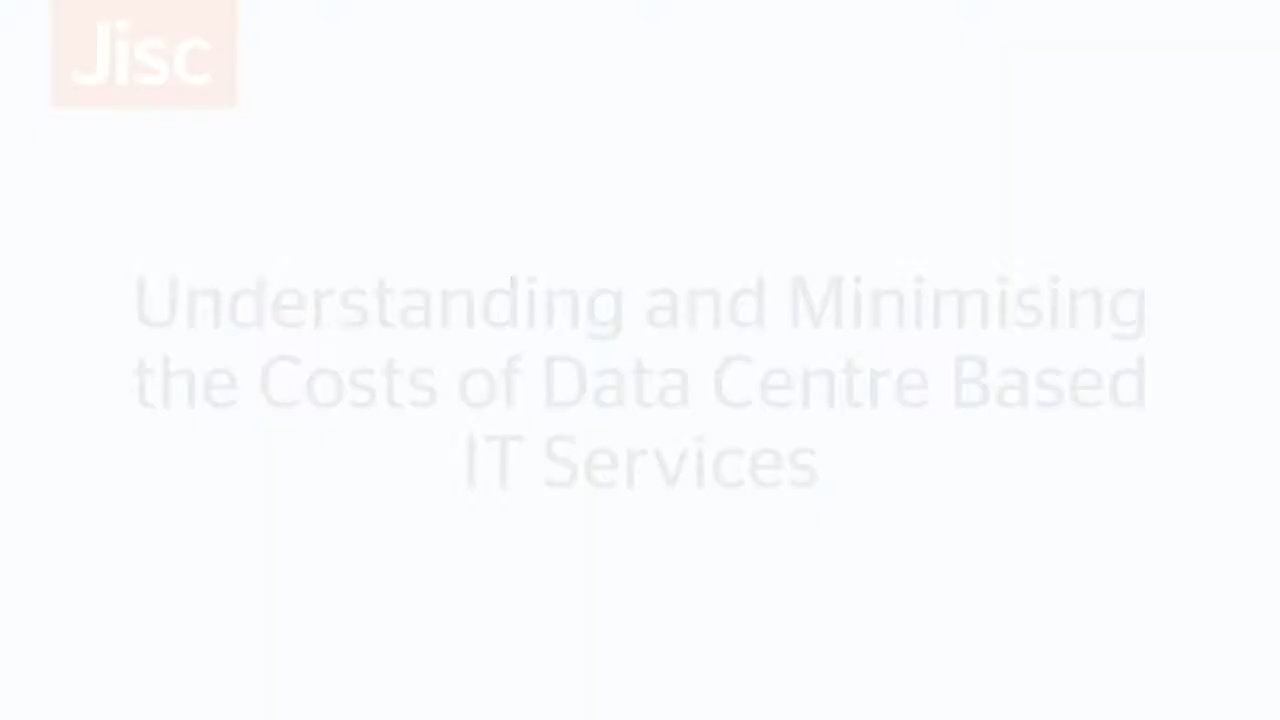 Jisc
Understanding and Minimising
the Costs of Data Centre Based
IT Services